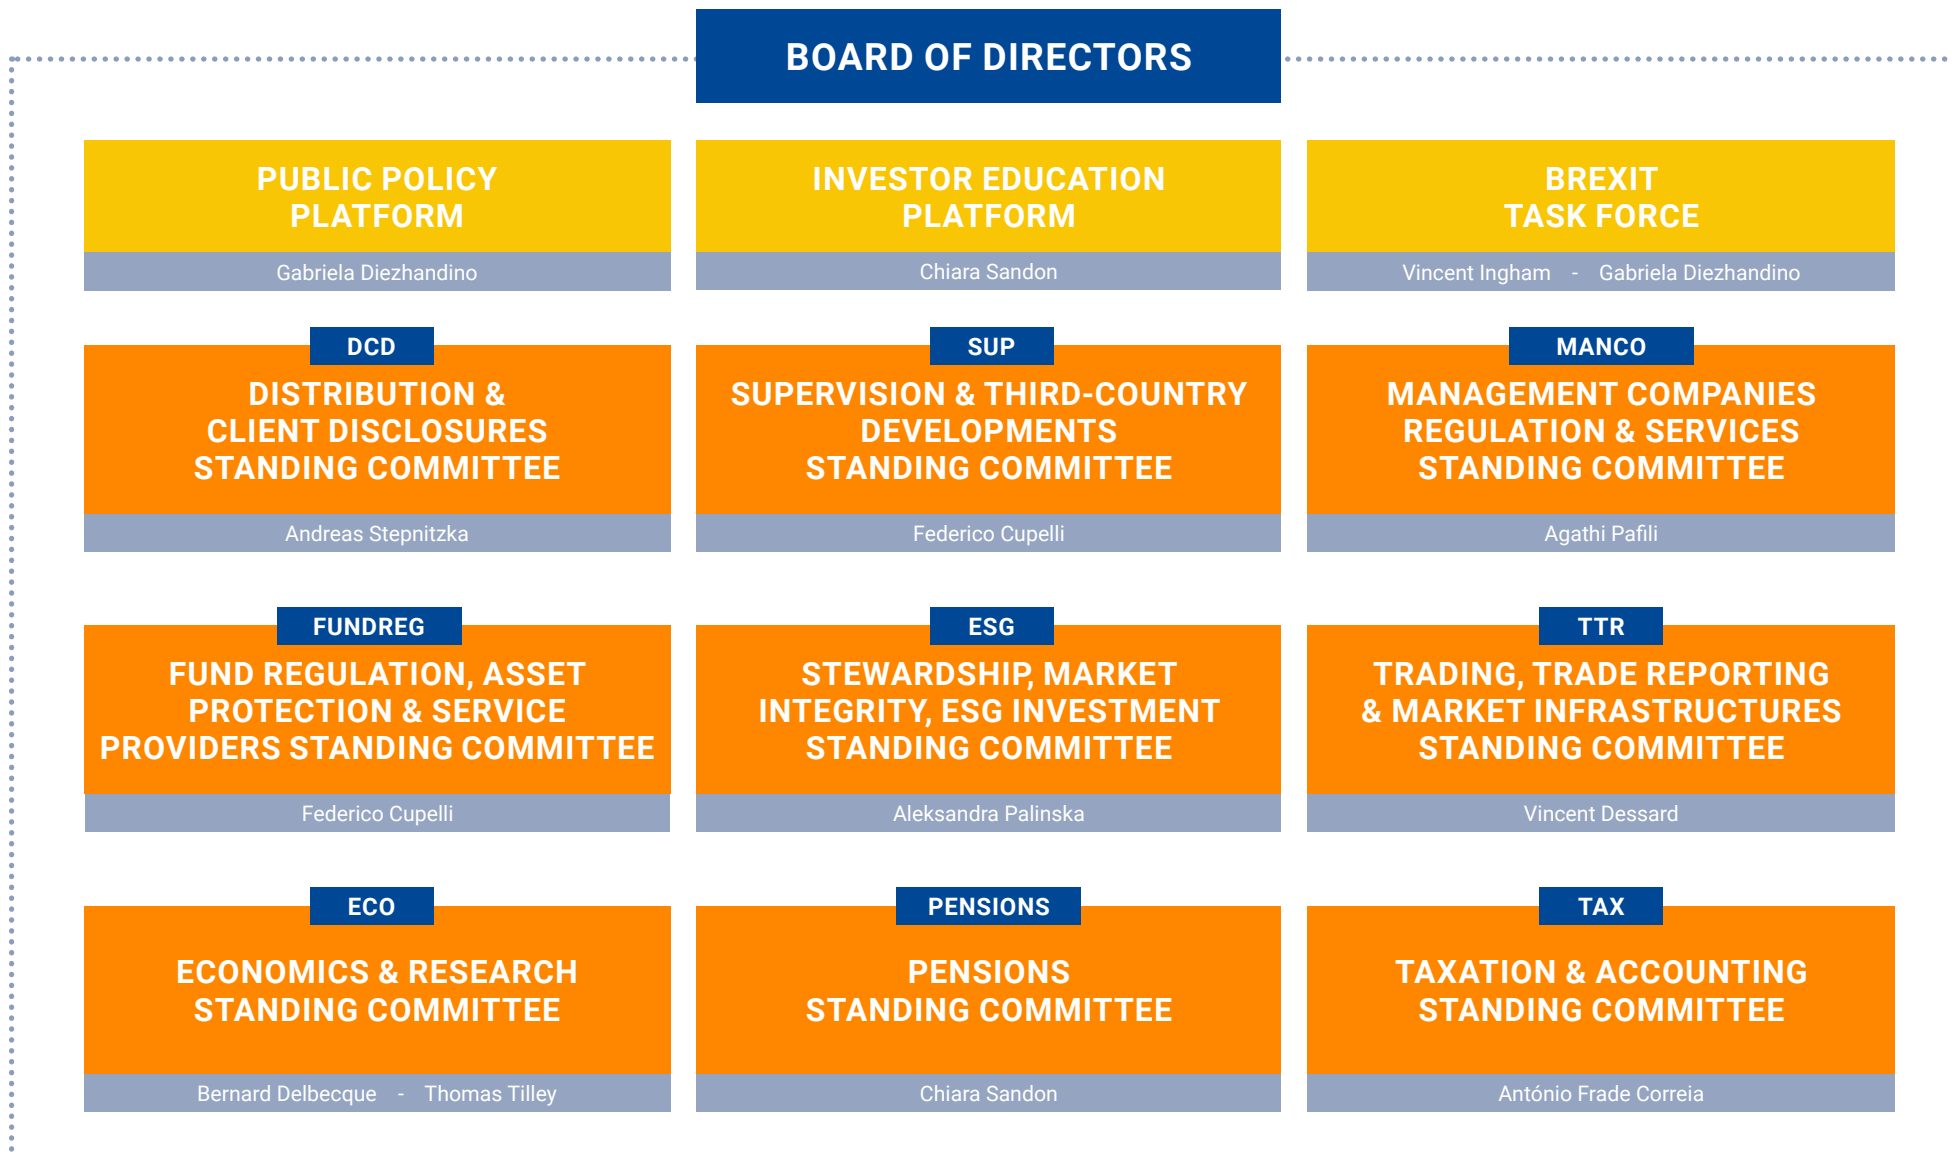 BOARD OF DIRECTORS
PUBLIC POLICY
PLATFORM
Gabriela Diezhandino
INVESTOR EDUCATION
PLATFORM
Chiara Sandon
BREXIT
TASK FORCE
Vincent Ingham - Gabriela Diezhandino
DCD
DISTRIBUTION &
CLIENT DISCLOSURES
STANDING COMMITTEE
Andreas Stepnitzka
SUP
SUPERVISION & THIRD-COUNTRY
DEVELOPMENTS
STANDING COMMITTEE
Federico Cupelli
MANCO
MANAGEMENT COMPANIES
REGULATION & SERVICES
STANDING COMMITTEE
Agathi Pafili
FUNDREG
FUND REGULATION, ASSET
PROTECTION & SERVICE
PROVIDERS STANDING COMMITTEE
Federico Cupelli
ESG
STEWARDSHIP, MARKET
INTEGRITY, ESG INVESTMENT
STANDING COMMITTEE
Aleksandra Palinska
TTR
TRADING, TRADE REPORTING
& MARKET INFRASTRUCTURES
STANDING COMMITTEE
Vincent Dessard
ECO
ECONOMICS & RESEARCH
STANDING COMMITTEE
Bernard Delbecque - Thomas Tilley
PENSIONS
PENSIONS
STANDING COMMITTEE
Chiara Sandon
TAX
TAXATION & ACCOUNTING
STANDING COMMITTEE
António Frade Correia